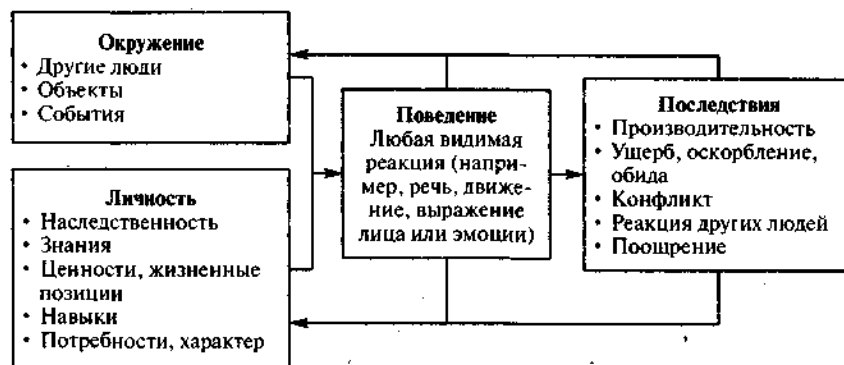 Окружение
• Другие люди
• Объекты
• События
Личность
• Наследственность
• Знания
• Ценности, жизненные
позиции
• Навыки
• Потребности, характер
Поведение
Любая видимая
реакция (напри-
мер, речь, движе-
ние, выражение
лица или эмоции)
Последствия
• Производительность
• Ущерб, оскорбление,
обида
• Конфликт
• Реакция других людей
• Поощрение